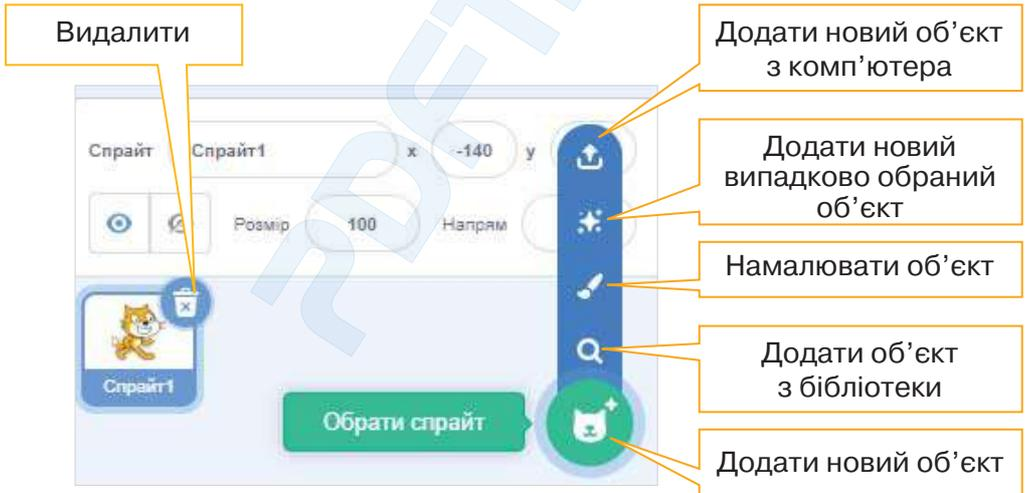 Видалити
Додати новий об’єкт
з комп’ютера
Спрайт Спрайт1 x -140 y
Додати новий
випадково обраний
об’єкт
Розмір 100 Напрям
Намалювати об’єкт
Спрайт1
Додати об’єкт
з бібліотеки
Обрати спрайт
Додати новий об’єкт